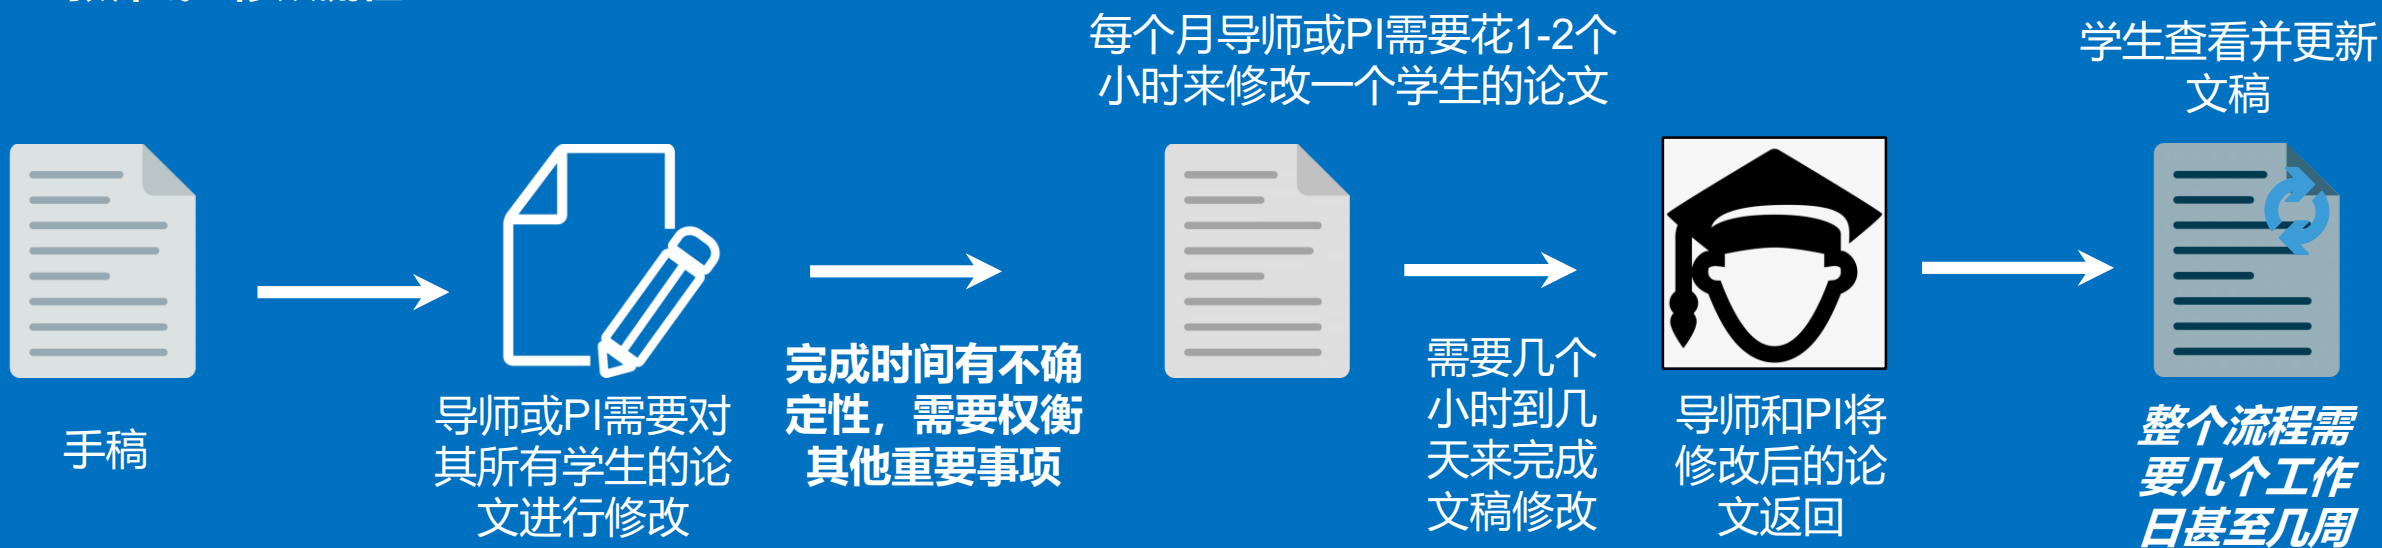 每个月导师或PI需要花1-2个
小时来修改一个学生的论文
学生查看并更新
文稿
手稿
导师或PI需要对
其所有学生的论
文进行修改
完成时间有不确
定性，需要权衡
其他重要事项
需要几个
小时到几
天来完成
文稿修改
导师和PI将
修改后的论
文返回
整个流程需
要几个工作
日甚至几周